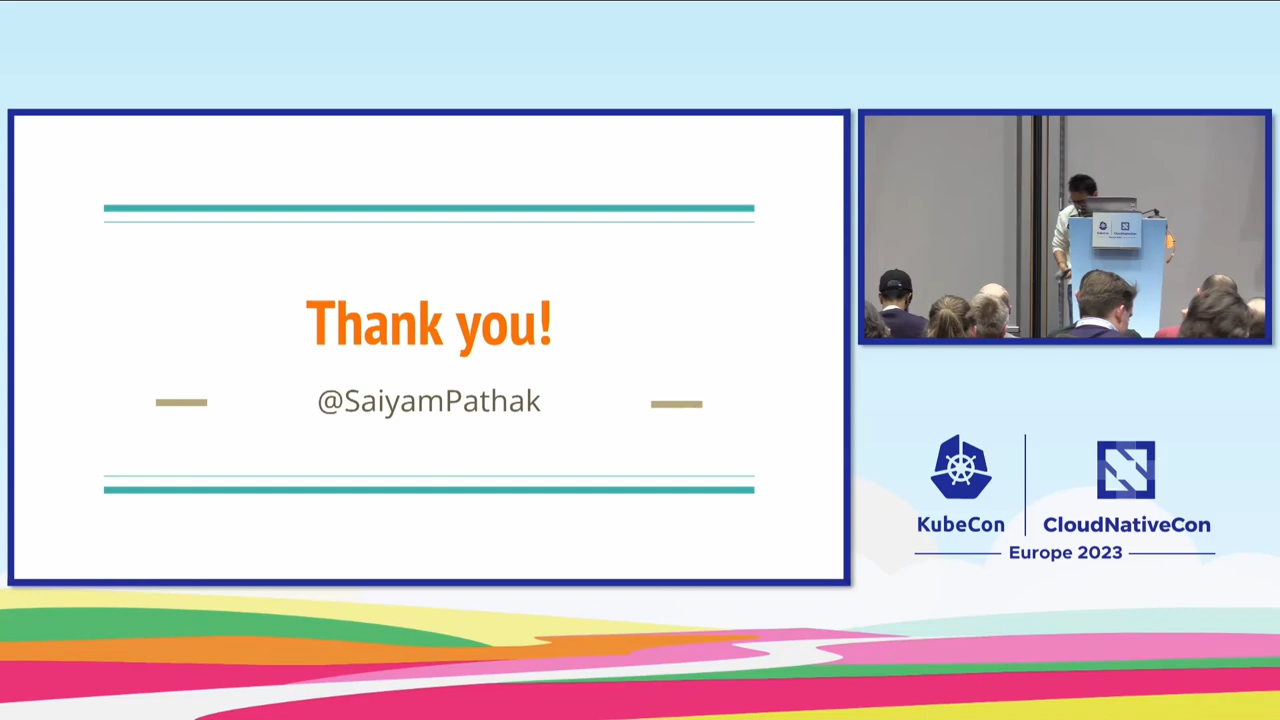 Thank you!
@SaiyamPathak
KubeCon
CloudNativeCon
Europe 2023